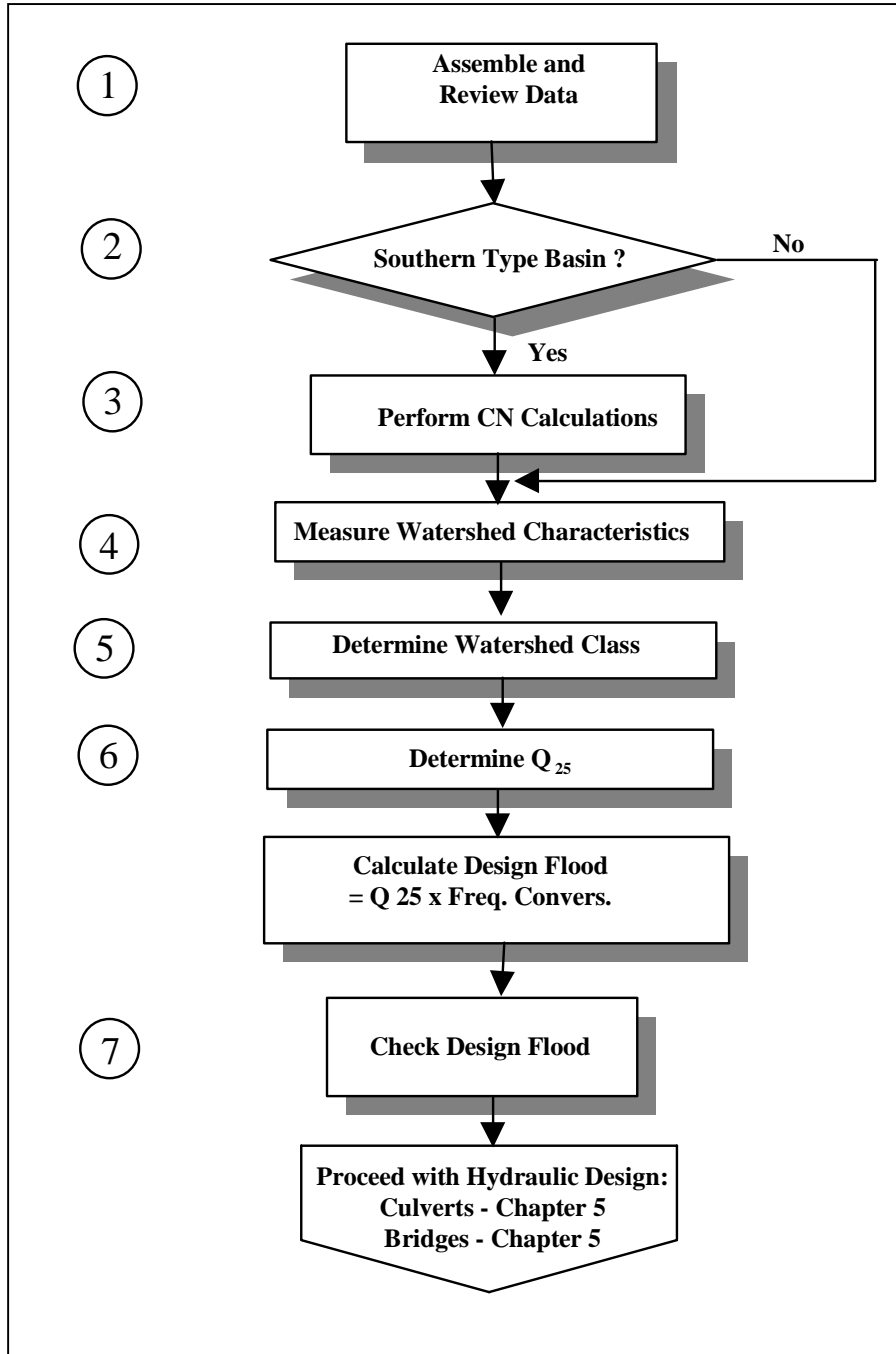 1
Assemble and
Review Data
2
Southern Type Basin ?
No
Yes
3
Perform CN Calculations
4
Measure Watershed Characteristics
5
Determine Watershed Class
6
Determine Q 25
Calculate Design Flood
= Q 25 x Freq. Convers.
7
Check Design Flood
Proceed with Hydraulic Design:
Culverts - Chapter 5
Bridges - Chapter 5